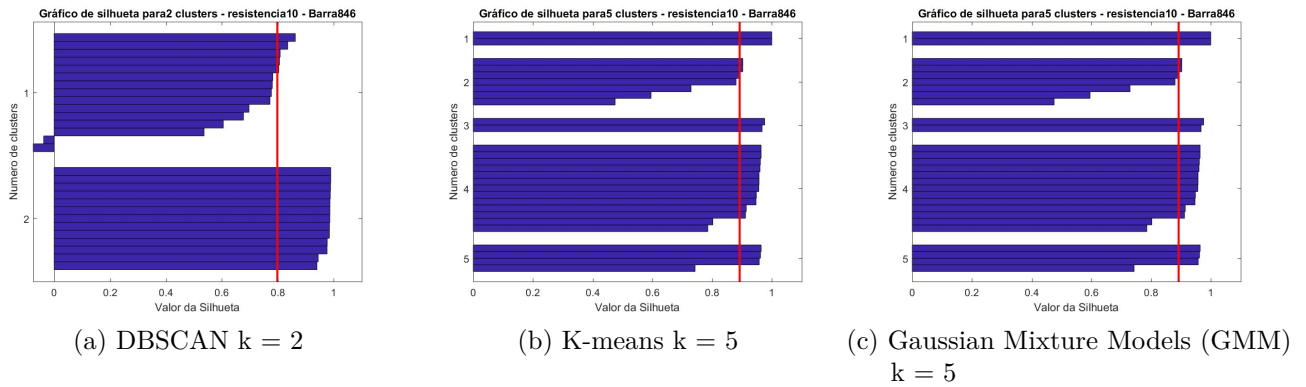 Gráfico de silhueta para2 clusters - resistencia10 - Barra846
Numero de clusters
1
2
0
0.2
0.4
0.6
0.8
1
Valor da Silhueta
(a) DBSCAN k = 2
Gráfico de silhueta para5 clusters - resistencia10 - Barra846
Numero de clusters
1
2
3
4
5
0
0.2
0.4
0.6
0.8
1
Valor da Silhueta
(b) K-means k = 5
Gráfico de silhueta para5 clusters - resistencia10 - Barra846
Numero de clusters
1
2
3
4
5
0
0.2
0.4
0.6
0.8
1
Valor da Silhueta
(c) Gaussian Mixture Models (GMM)
k = 5